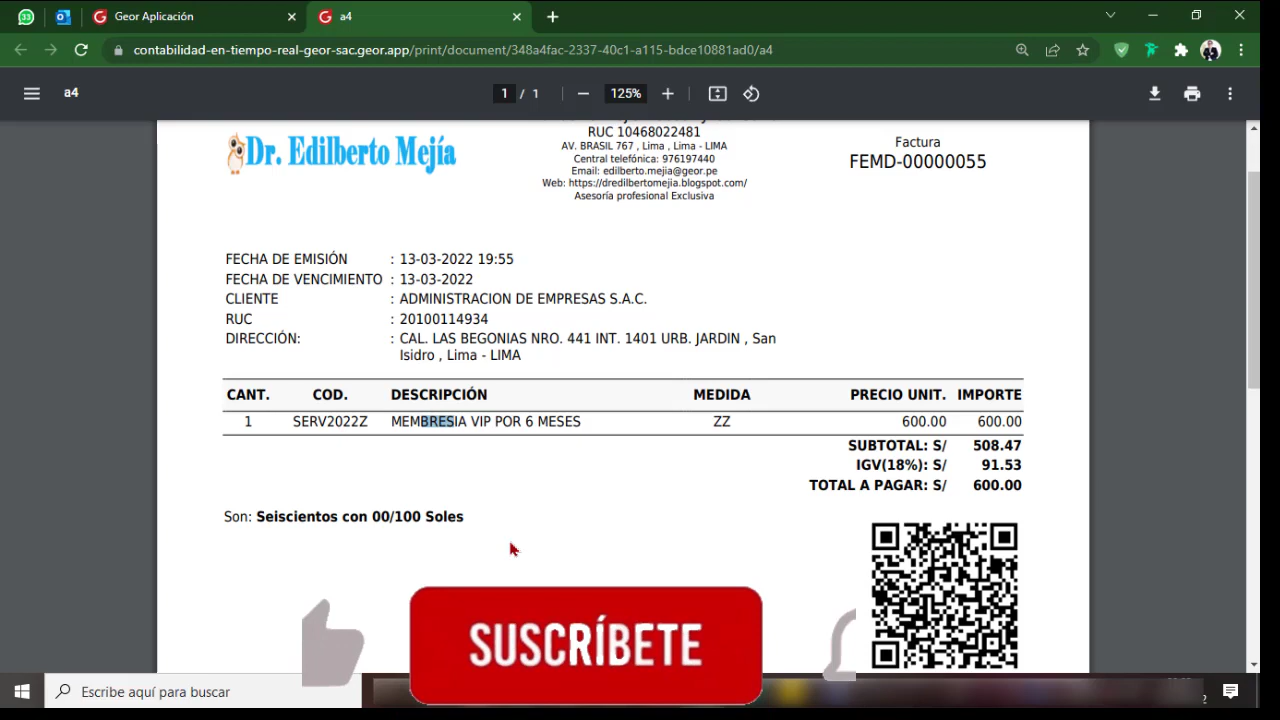 33
Geor Aplicación
a4
contabilidad-en-tiempo-real-geor-sac.geor.app/print/document/348a4fac-2337-40c1-a115-bdce10881ad0/a4
a4
1 / 1
125%
Dr. Edilberto Mejía
RUC 10468022481
AV. BRASIL 767 , Lima , Lima - LIMA
Central telefónica: 976197440
Email: edilberto.mejia@geor.pe
Web: https://dredilbertomejia.blogspot.com/
Asesoría profesional Exclusiva
Factura
FEMD-00000055
FECHA DE EMISIÓN : 13-03-2022 19:55
FECHA DE VENCIMIENTO : 13-03-2022
CLIENTE : ADMINISTRACION DE EMPRESAS S.A.C.
RUC : 20100114934
DIRECCIÓN: : CAL. LAS BEGONIAS NRO. 441 INT. 1401 URB. JARDIN , San
Isidro , Lima - LIMA
CANT. COD. DESCRIPCIÓN MEDIDA PRECIO UNIT. IMPORTE
1 SERV2022Z MEMBRESIA VIP POR 6 MESES ZZ 600.00 600.00
SUBTOTAL: S/ 508.47
IGV(18%): S/ 91.53
TOTAL A PAGAR: S/ 600.00
Son: Seiscientos con 00/100 Soles
SUSCRÍBETE
Escribe aquí para buscar